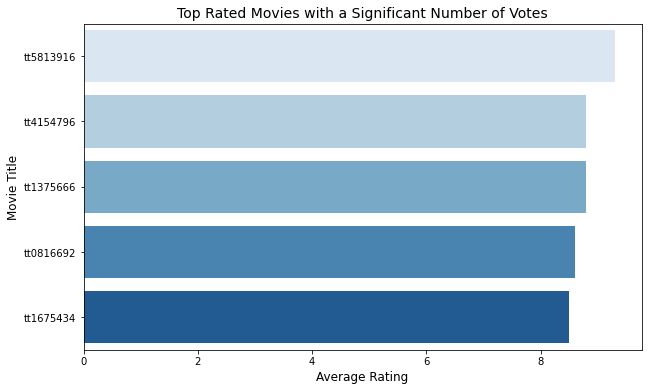 Top Rated Movies with a Significant Number of Votes
Movie Title
tt5813916
tt4154796
tt1375666
tt0816692
tt1675434
0 2 4 6 8
Average Rating